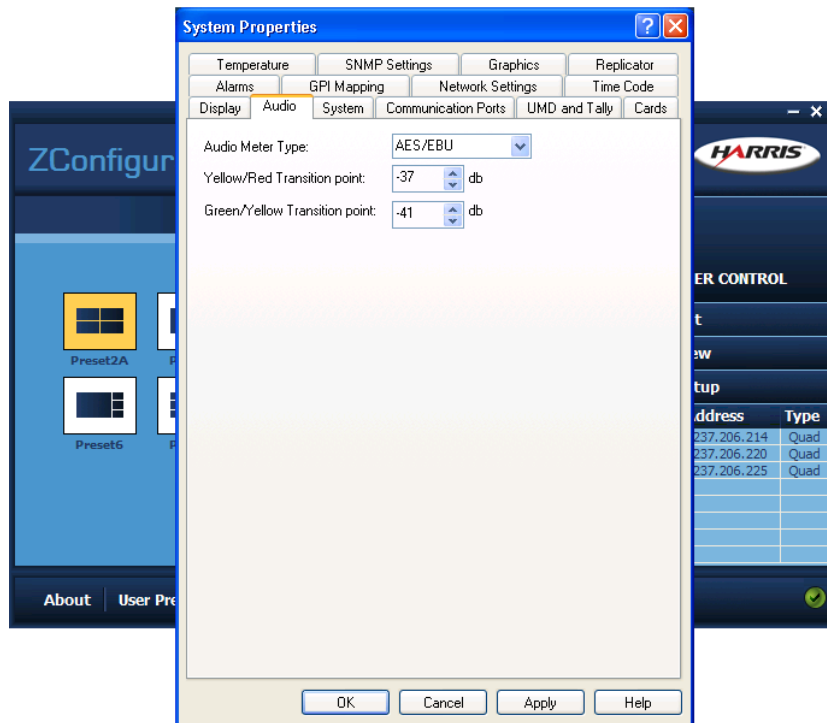 System Properties
Temperature SNMP Settings Graphics Replicator
Alarms GPI Mapping Network Settings Time Code
Display Audio System Communication Ports UMD and Tally Cards
Audio Meter Type: AES/EBU
Yellow/Red Transition point: -37 db
Green/Yellow Transition point: -41 db
OK Cancel Apply Help
ZConfigur
HARRIS
ER CONTROL
t
ew
tup
ddress Type
237.206.214 Quad
237.206.220 Quad
237.206.225 Quad
Preset2A P
Preset6 P
About User Pre